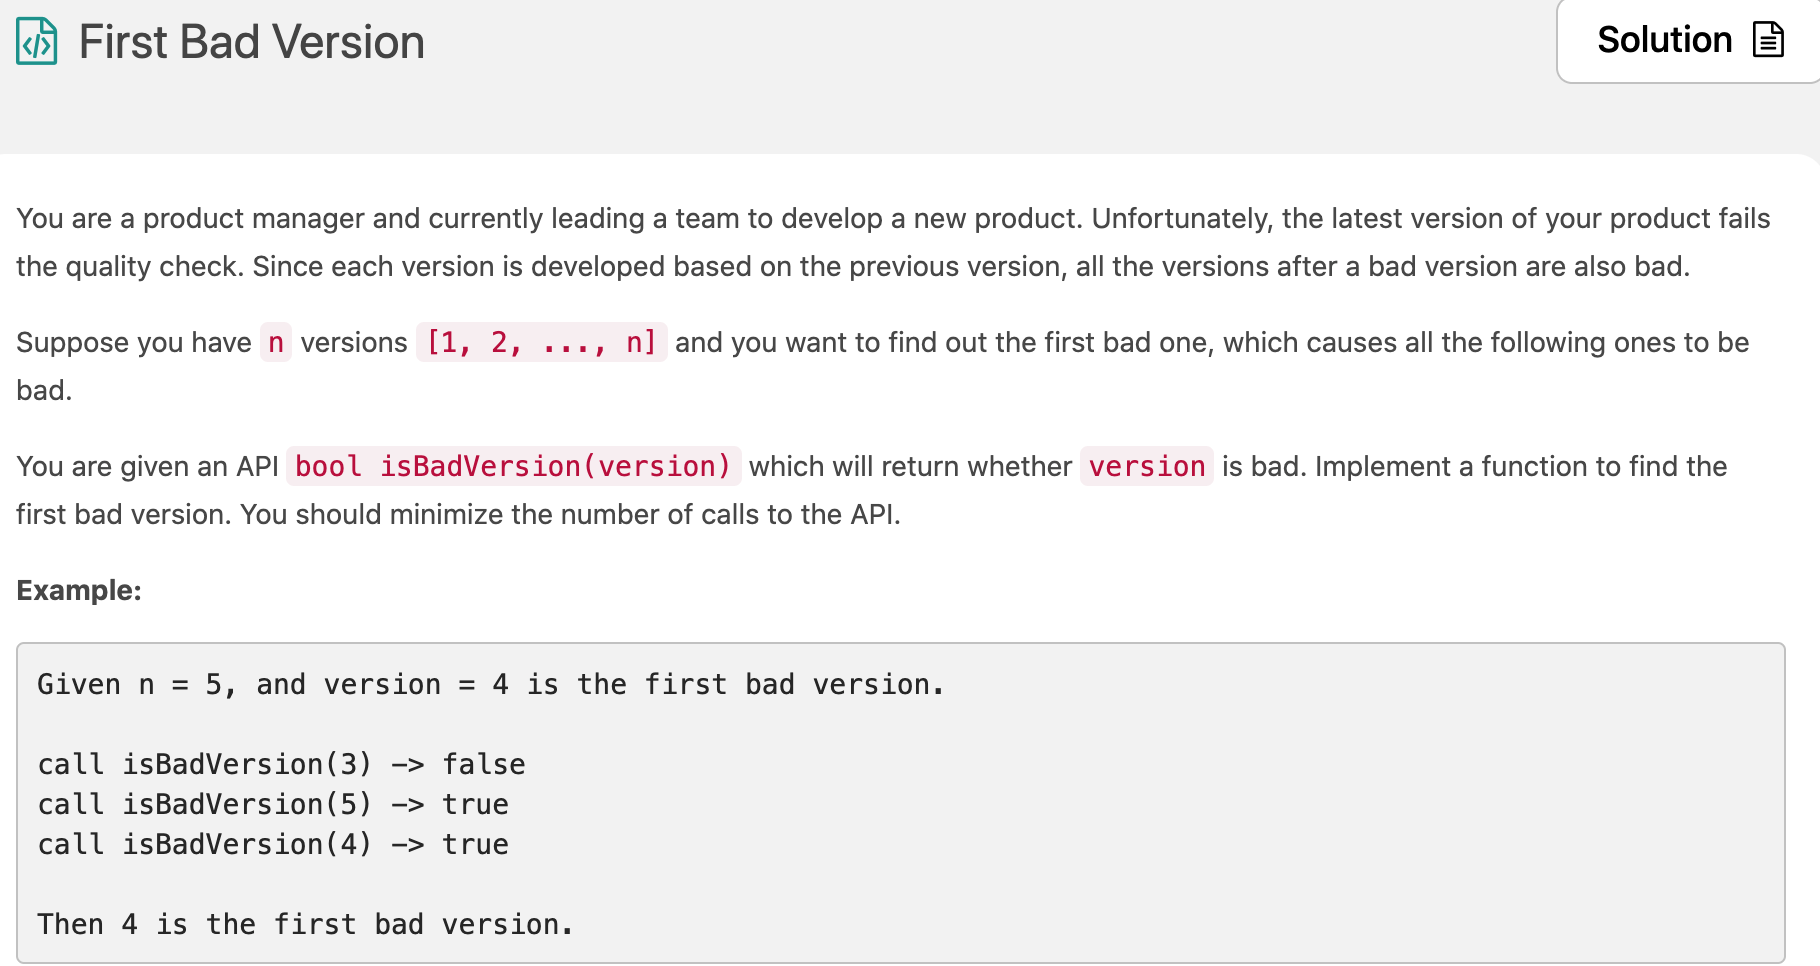 First Bad Version
Solution
You are a product manager and currently leading a team to develop a new product. Unfortunately, the latest version of your product fails
the quality check. Since each version is developed based on the previous version, all the versions after a bad version are also bad.
Suppose you have n versions [1, 2, ..., n] and you want to find out the first bad one, which causes all the following ones to be
bad.
You are given an API bool isBadVersion(version) which will return whether version is bad. Implement a function to find the
first bad version. You should minimize the number of calls to the API.
Example:
Given n = 5, and version = 4 is the first bad version.
call isBadVersion(3) -> false
call isBadVersion(5) -> true
call isBadVersion(4) -> true
Then 4 is the first bad version.